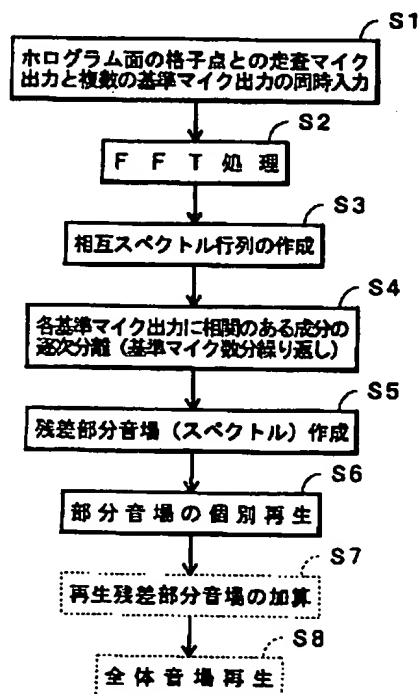 S1
ホログラム面の格子点との走査マイク
出力と複数の基準マイク出力の同時入力
S2
FFT処理
S3
相互スペクトル行列の作成
S4
各基準マイク出力に相関のある成分の
逐次分離(基準マイク数分繰り返し)
S5
残差部分音場(スペクトル)作成
S6
部分音場の個別再生
S7
再生残差部分音場の加算
S8
全体音場再生